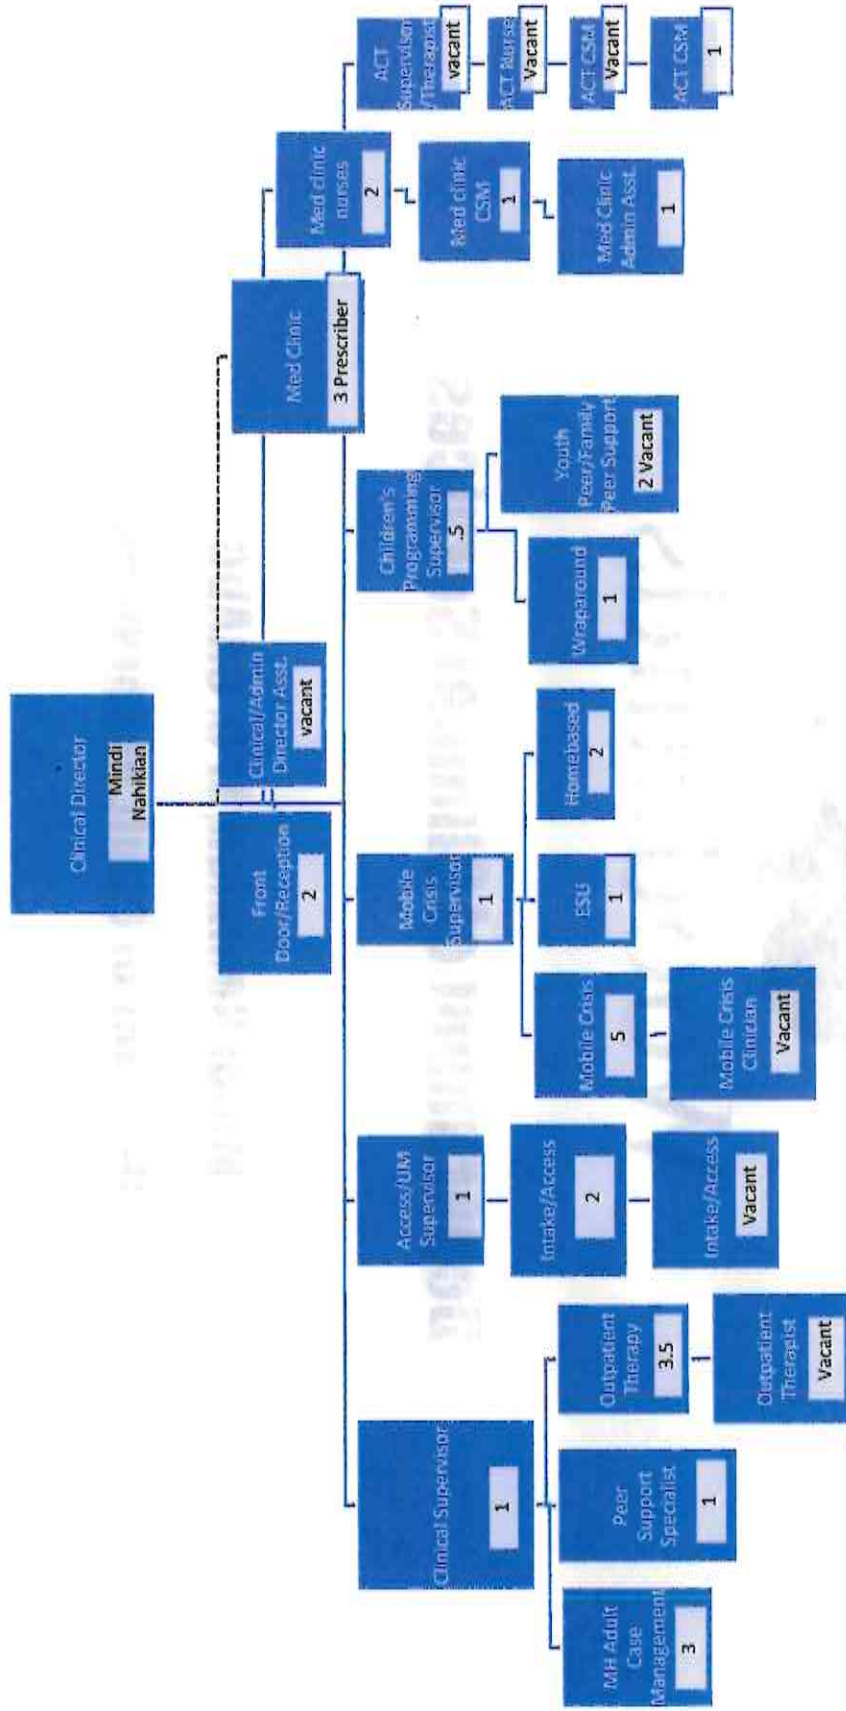 Clinical Director
Mindi
Nahikian
Front
Door/Reception
2
Clinical/Admin
Director Asst.
vacant
Med Clinic
3 Prescriber
Med clinic
nurses
2
Med clinic
CSM
1
Med Clinic
Admin Asst.
1
Clinical Supervisor
1
MH Adult
Case
Management
3
Peer
Support
Specialist
1
Outpatient
Therapy
3.5
Outpatient
Therapist
Vacant
Access/UM
Supervisor
1
Intake/Access
2
Intake/Access
Vacant
Mobile
Crisis
Supervisor
1
Mobile Crisis
5
Mobile Crisis
Clinician
Vacant
ESU
1
Homebased
2
Children's
Programming
Supervisor
.5
Wraparound
1
Youth
Peer/Family
Peer Support
2 Vacant
ACT
Supervisor
/Therapist
vacant
ACT Nurse
Vacant
ACT CSM
Vacant
ACT CSM
1